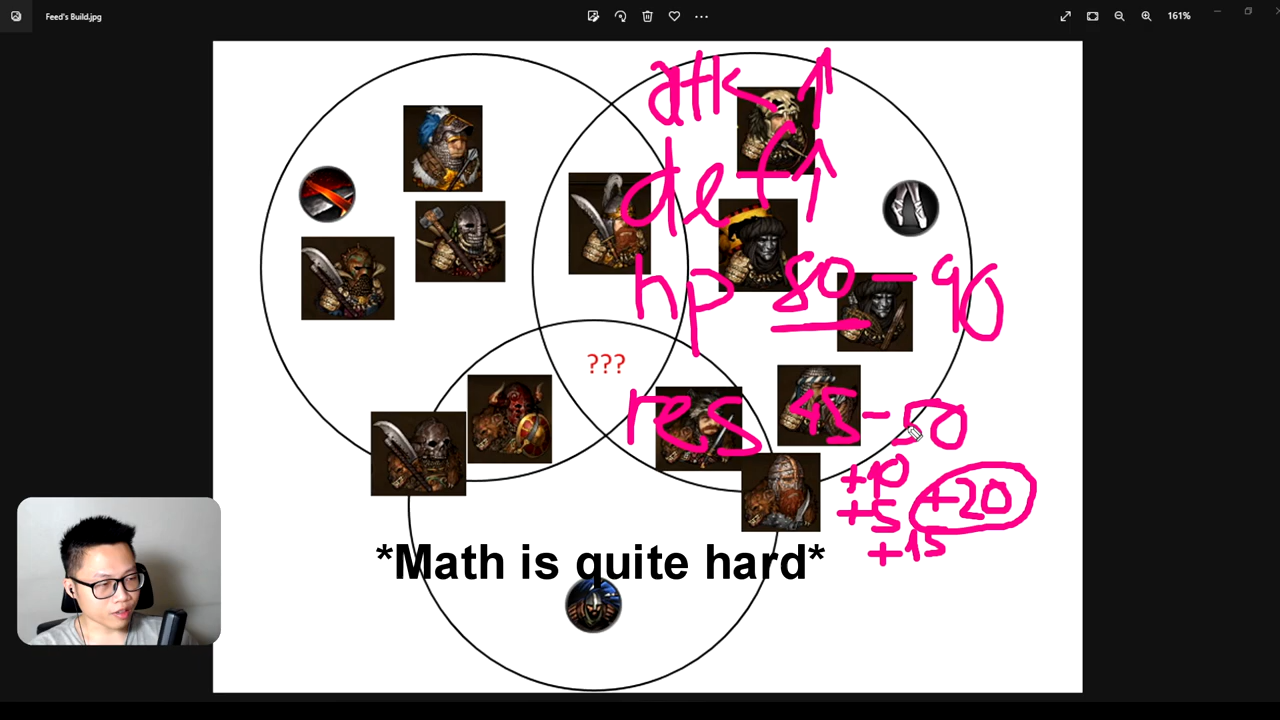 Feed's Build.jpg
161%
atk ↑
def ↑
hp 80 - 90
???
res 45 - 50
+10
+5 +20
+15
*Math is quite hard*